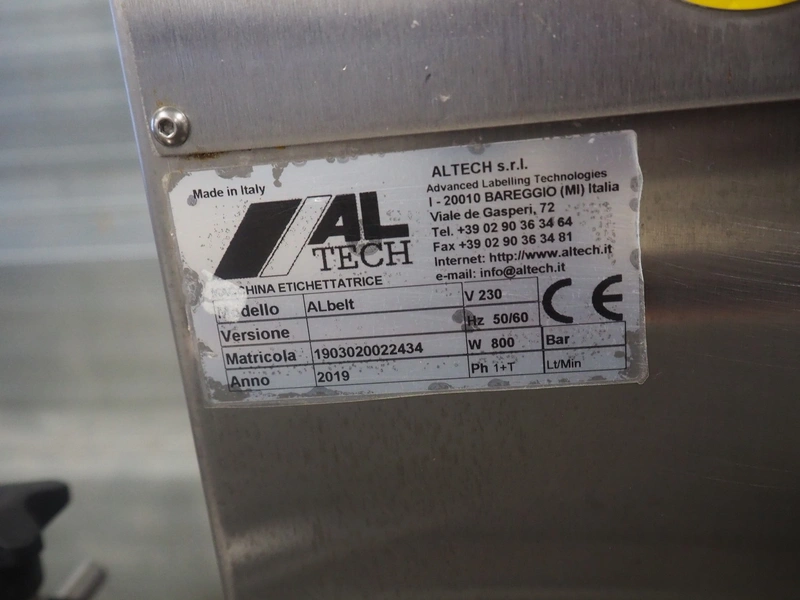 Made in Italy
AL
TECH
ALTECH s.r.l.
Advanced Labelling Technologies
I - 20010 BAREGGIO (MI) Italia
Viale de Gasperi, 72
Tel. +39 02 90 36 34 64
Fax +39 02 90 36 34 81
Internet: http://www.altech.it
e-mail: info@altech.it
MACCHINA ETICHETTATRICE
Modello ALbelt V 230 CE
Versione Hz 50/60
Matricola 1903020022434 W 800 Bar
Anno 2019 Ph 1+T Lt/Min